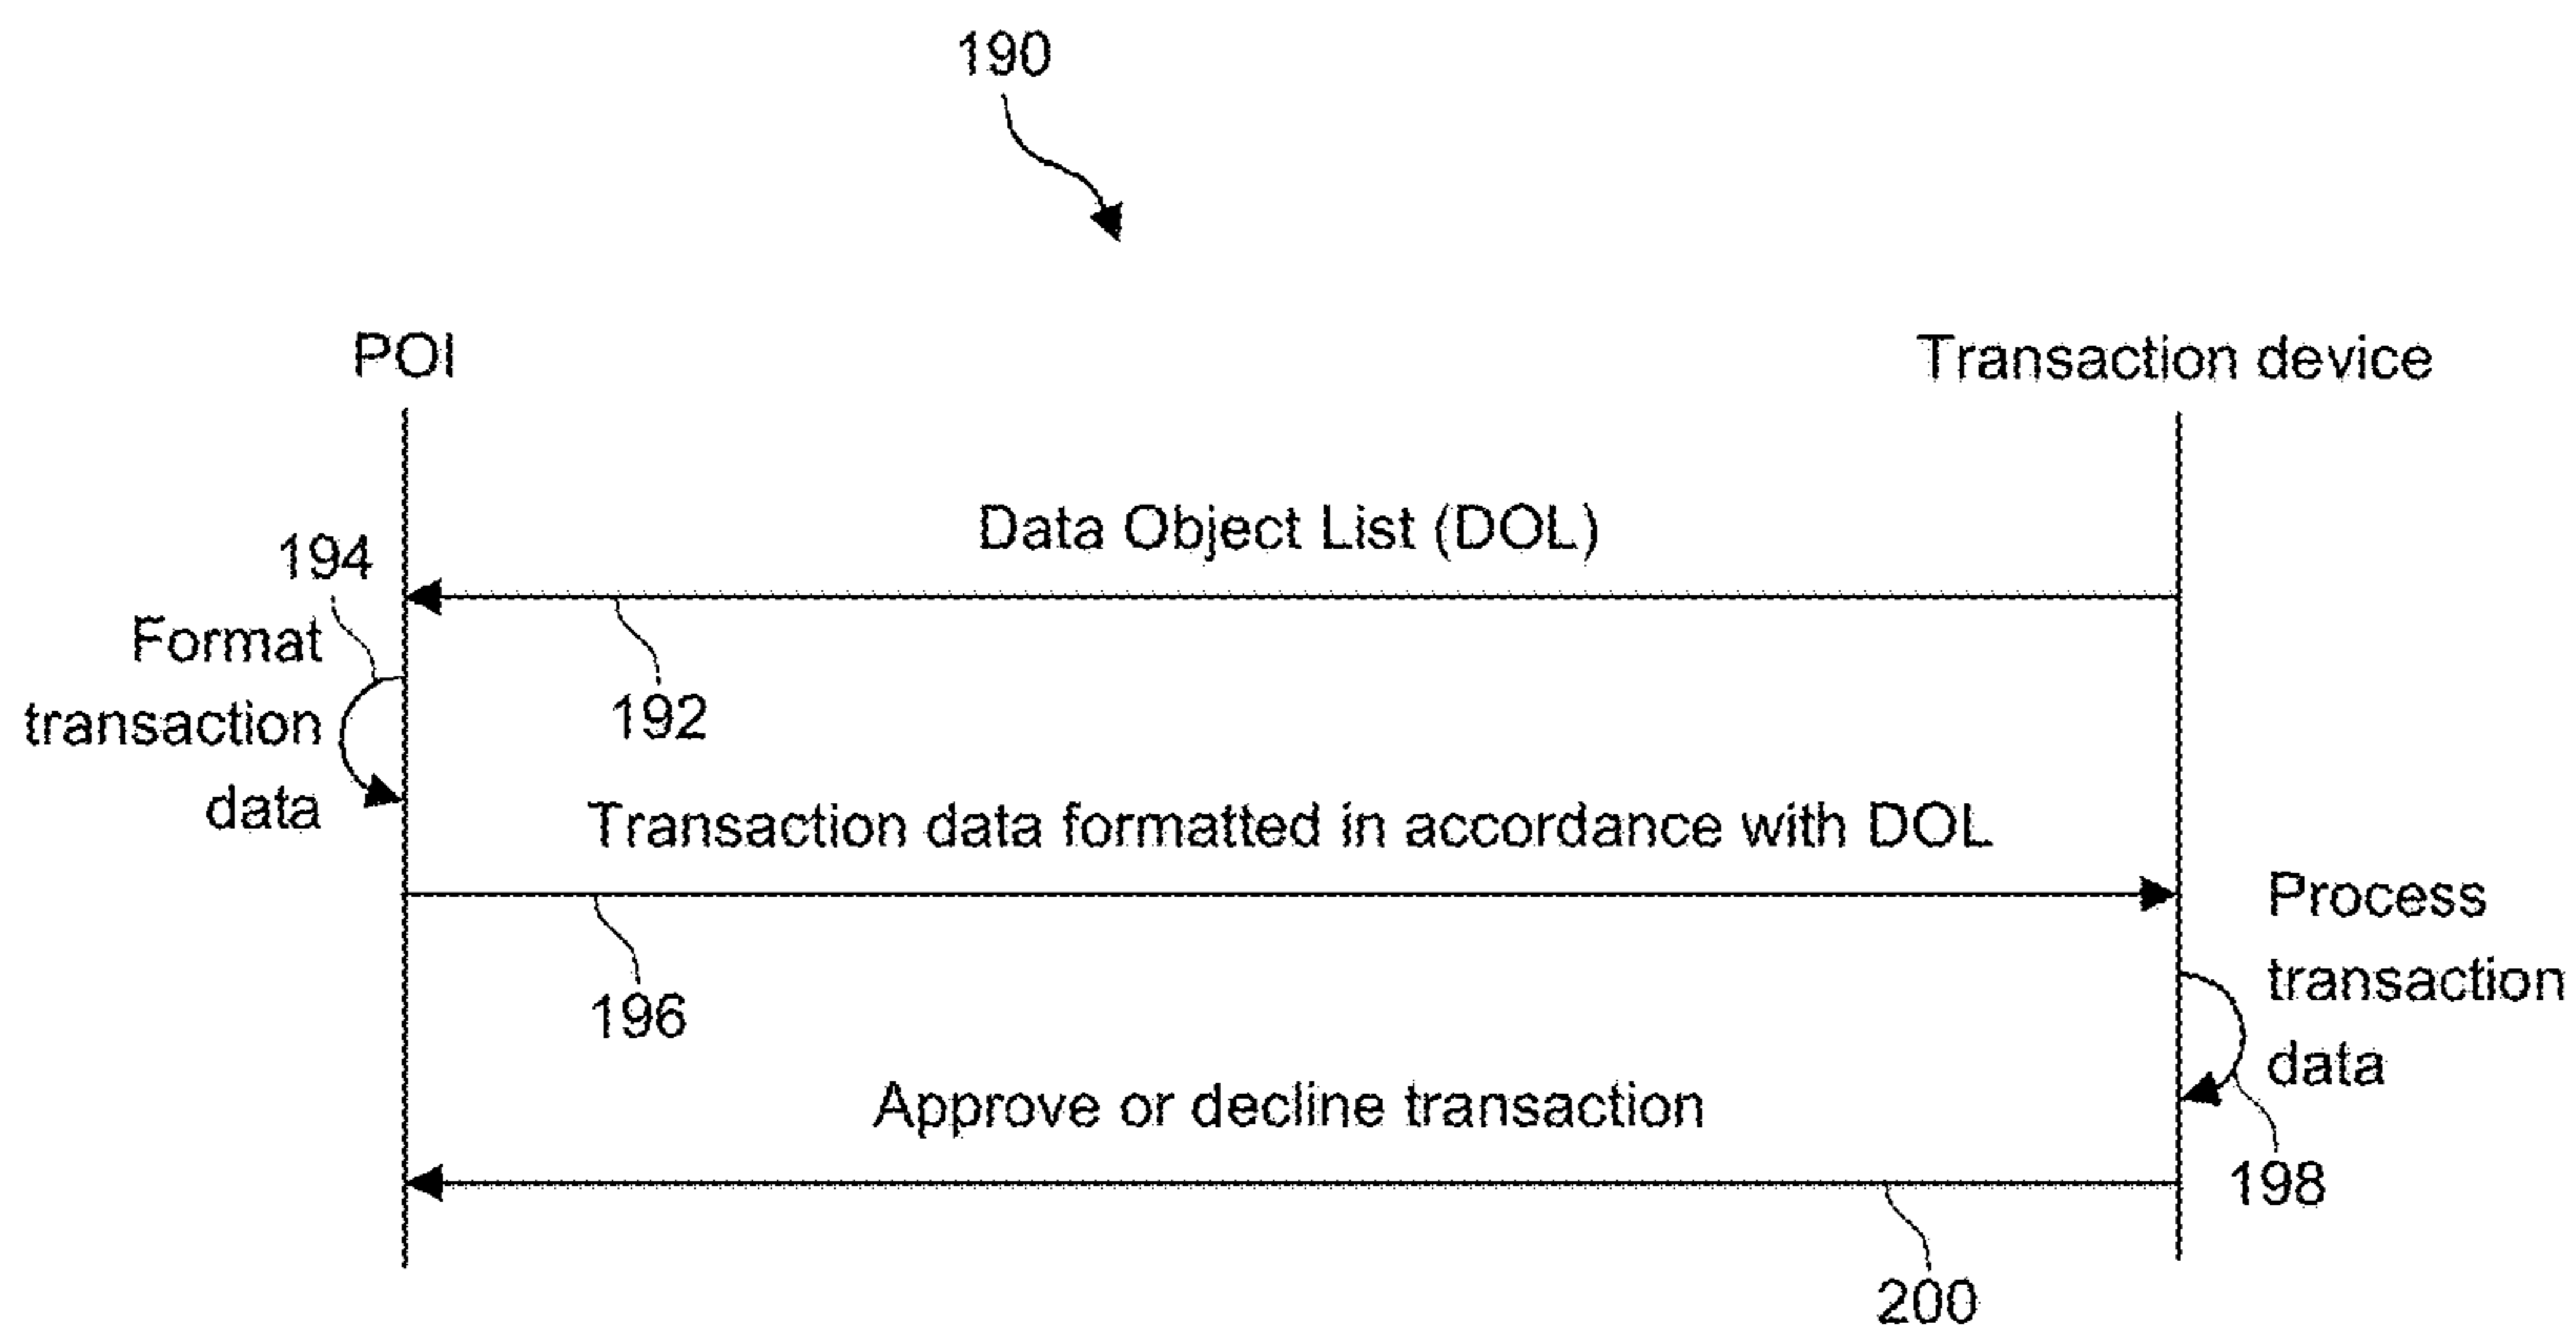 190
POI
Transaction device
Data Object List (DOL)
194
Format
transaction
data
192
Transaction data formatted in accordance with DOL
196
Process
transaction
data
198
Approve or decline transaction
200